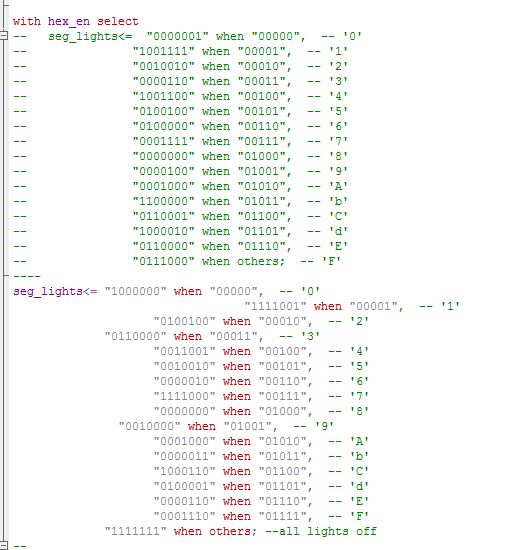 with hex_en select
--   seg_lights<=  "0000001" when "00000",  -- '0'
--               "1001111" when "00001",  -- '1'
--               "0010010" when "00010",  -- '2'
--               "0000110" when "00011",  -- '3'
--               "1001100" when "00100",  -- '4'
--               "0100100" when "00101",  -- '5'
--               "0100000" when "00110",  -- '6'
--               "0001111" when "00111",  -- '7'
--               "0000000" when "01000",  -- '8'
--               "0000100" when "01001",  -- '9'
--               "0001000" when "01010",  -- 'A'
--               "1100000" when "01011",  -- 'b'
--               "0110001" when "01100",  -- 'C'
--               "1000010" when "01101",  -- 'd'
--               "0110000" when "01110",  -- 'E'
--               "0111000" when others;  -- 'F'
----
seg_lights<= "1000000" when "00000",  -- '0'
                                 "1111001" when "00001",  -- '1'
                    "0100100" when "00010",  -- '2'
             "0110000" when "00011",  -- '3'
                    "0011001" when "00100",  -- '4'
                    "0010010" when "00101",  -- '5'
                    "0000010" when "00110",  -- '6'
                    "1111000" when "00111",  -- '7'
                    "0000000" when "01000",  -- '8'
               "0010000" when "01001",  -- '9'
                    "0001000" when "01010",  -- 'A'
                    "0000011" when "01011",  -- 'b'
                    "1000110" when "01100",  -- 'C'
                    "0100001" when "01101",  -- 'd'
                    "0000110" when "01110",  -- 'E'
                    "0001110" when "01111",  -- 'F'
             "1111111" when others; --all lights off
--